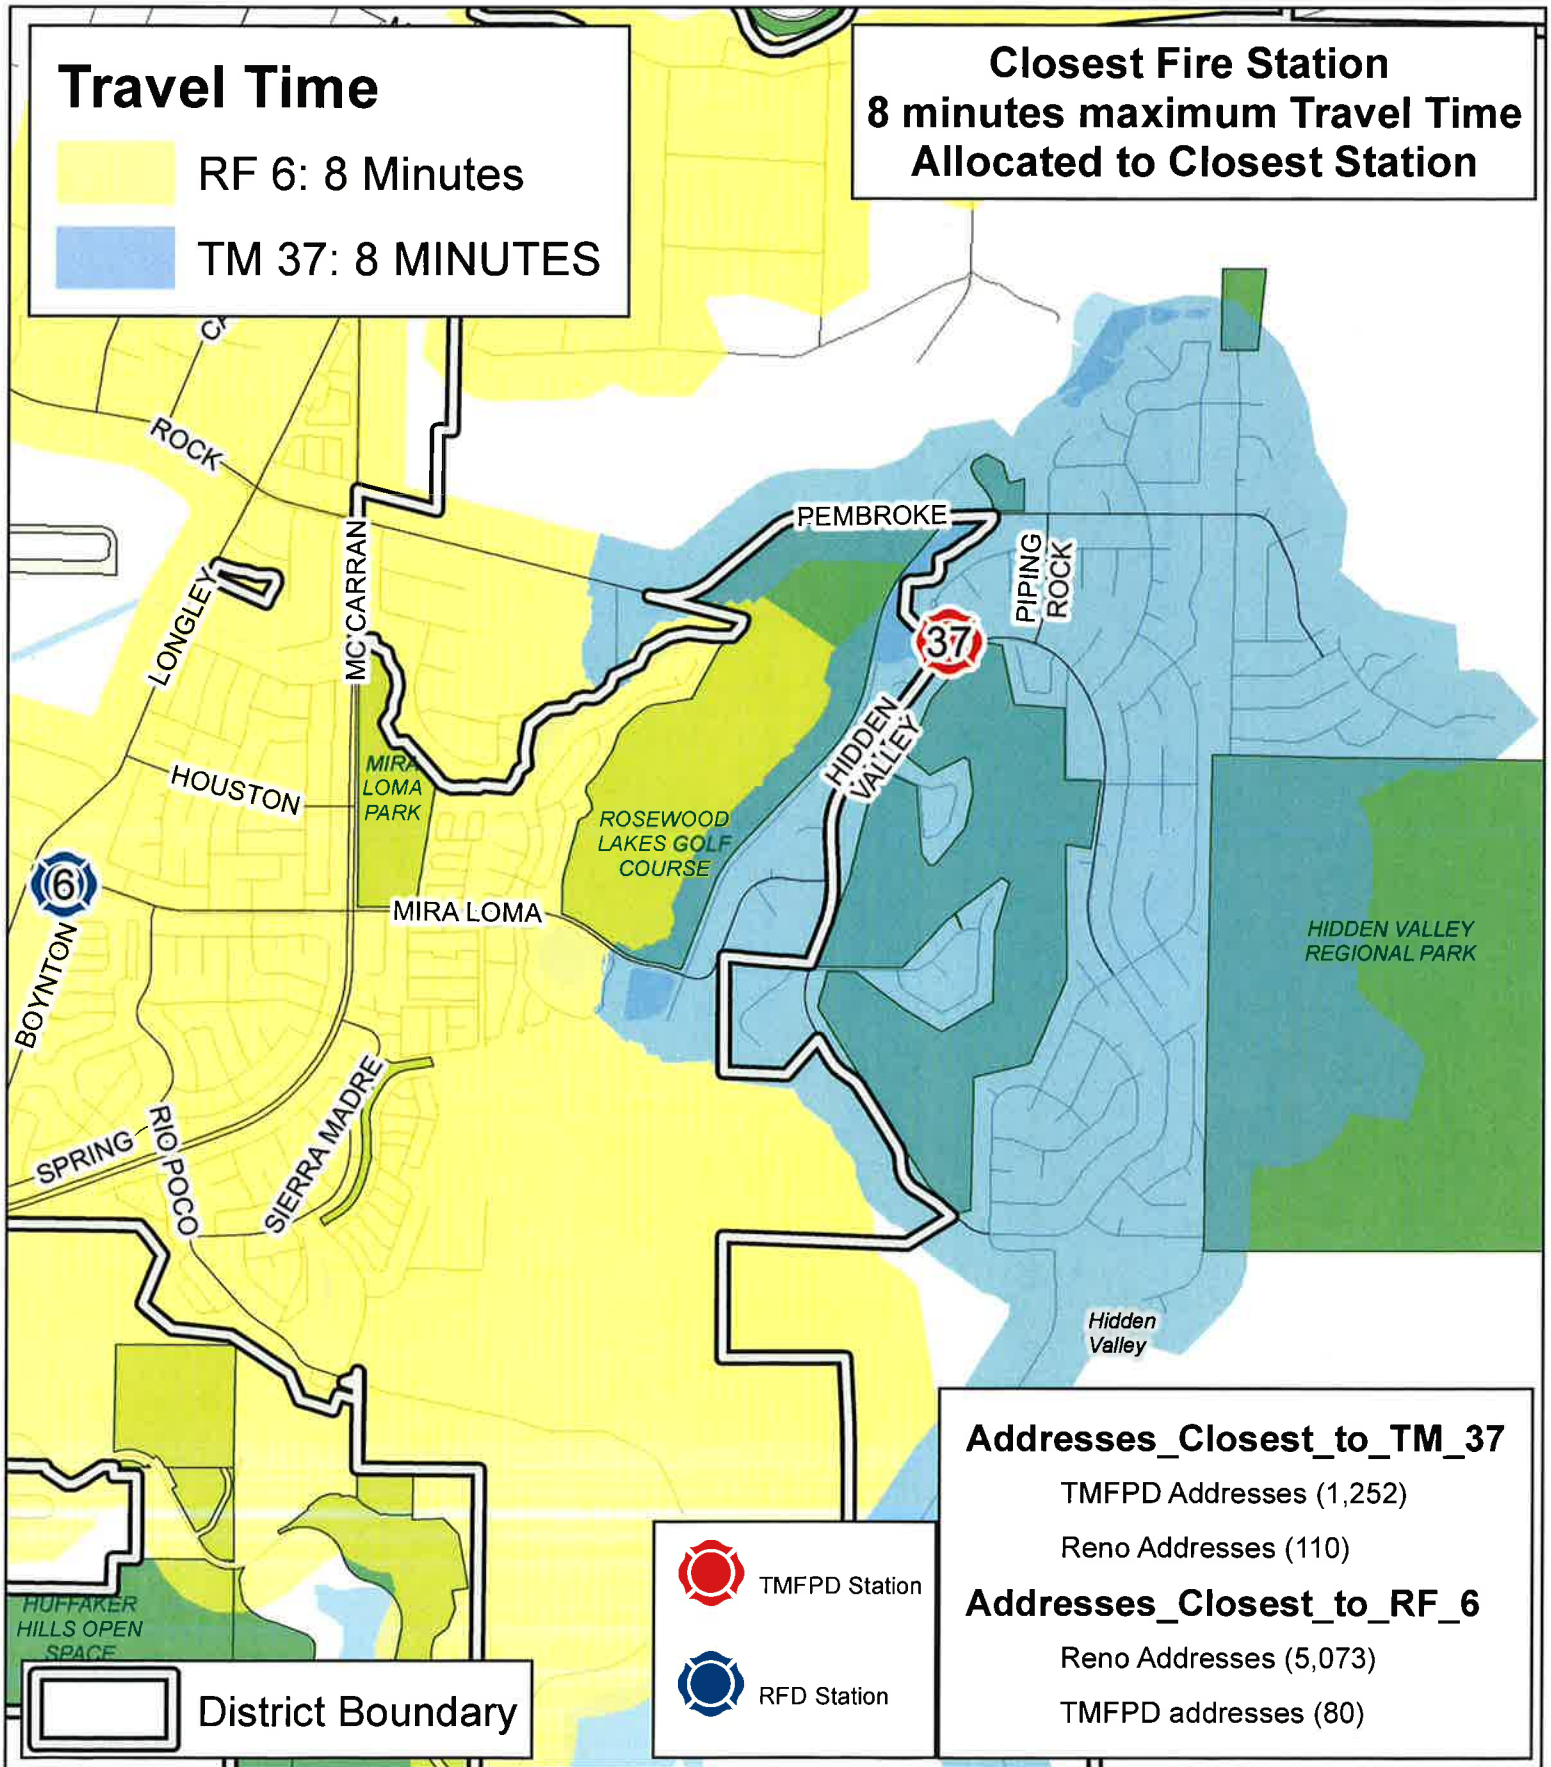 Travel Time
RF 6: 8 Minutes
TM 37: 8 MINUTES
Closest Fire Station
8 minutes maximum Travel Time
Allocated to Closest Station
ROCK
PEMBROKE
PIPING
ROCK
MCCARRAN
LONGLEY
37
HIDDEN
VALLEY
MIRA
LOMA
PARK
HOUSTON
ROSEWOOD
LAKES GOLF
COURSE
6
MIRA LOMA
HIDDEN VALLEY
REGIONAL PARK
BOYNTON
SIERRA MADRE
RIO POCO
SPRING
Hidden
Valley
HUFFAKER
HILLS OPEN
SPACE
District Boundary
TMFPD Station
RFD Station
Addresses_Closest_to_TM_37
TMFPD Addresses (1,252)
Reno Addresses (110)
Addresses_Closest_to_RF_6
Reno Addresses (5,073)
TMFPD addresses (80)